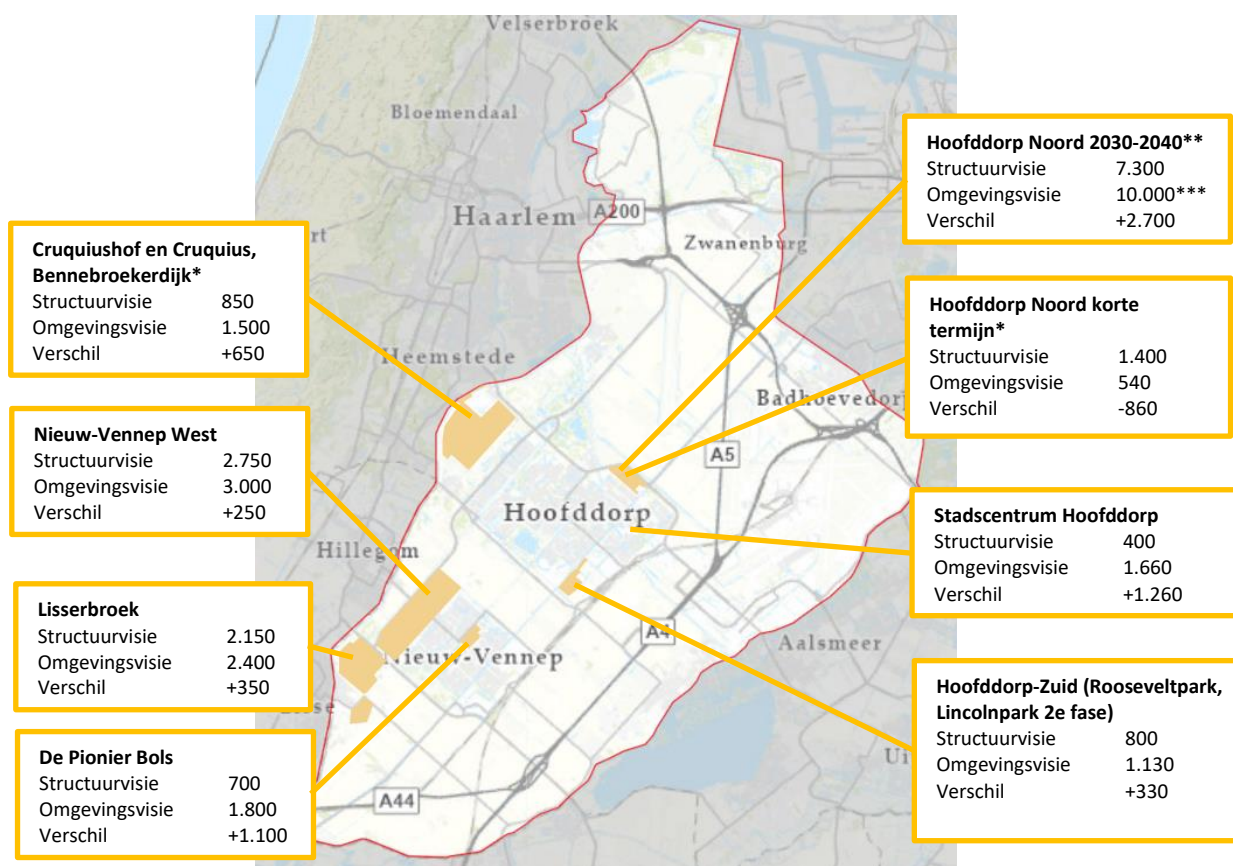 Velserbroek
Bloemendaal
Haarlem
A200
Zwanenburg
Heemstede
Badhoevedorp
A5
Hoofddorp
Hillegom
A4
Aalsmeer
Nieuw-Vennep
A44
Cruquiushof en Cruquius,
Bennebroekerdijk*
Structuurvisie 850
Omgevingsvisie 1.500
Verschil +650
Nieuw-Vennep West
Structuurvisie 2.750
Omgevingsvisie 3.000
Verschil +250
Lisserbroek
Structuurvisie 2.150
Omgevingsvisie 2.400
Verschil +350
De Pionier Bols
Structuurvisie 700
Omgevingsvisie 1.800
Verschil +1.100
Hoofddorp Noord 2030-2040**
Structuurvisie 7.300
Omgevingsvisie 10.000***
Verschil +2.700
Hoofddorp Noord korte
termijn*
Structuurvisie 1.400
Omgevingsvisie 540
Verschil -860
Stadscentrum Hoofddorp
Structuurvisie 400
Omgevingsvisie 1.660
Verschil +1.260
Hoofddorp-Zuid (Rooseveltpark,
Lincolnpark 2e fase)
Structuurvisie 800
Omgevingsvisie 1.130
Verschil +330